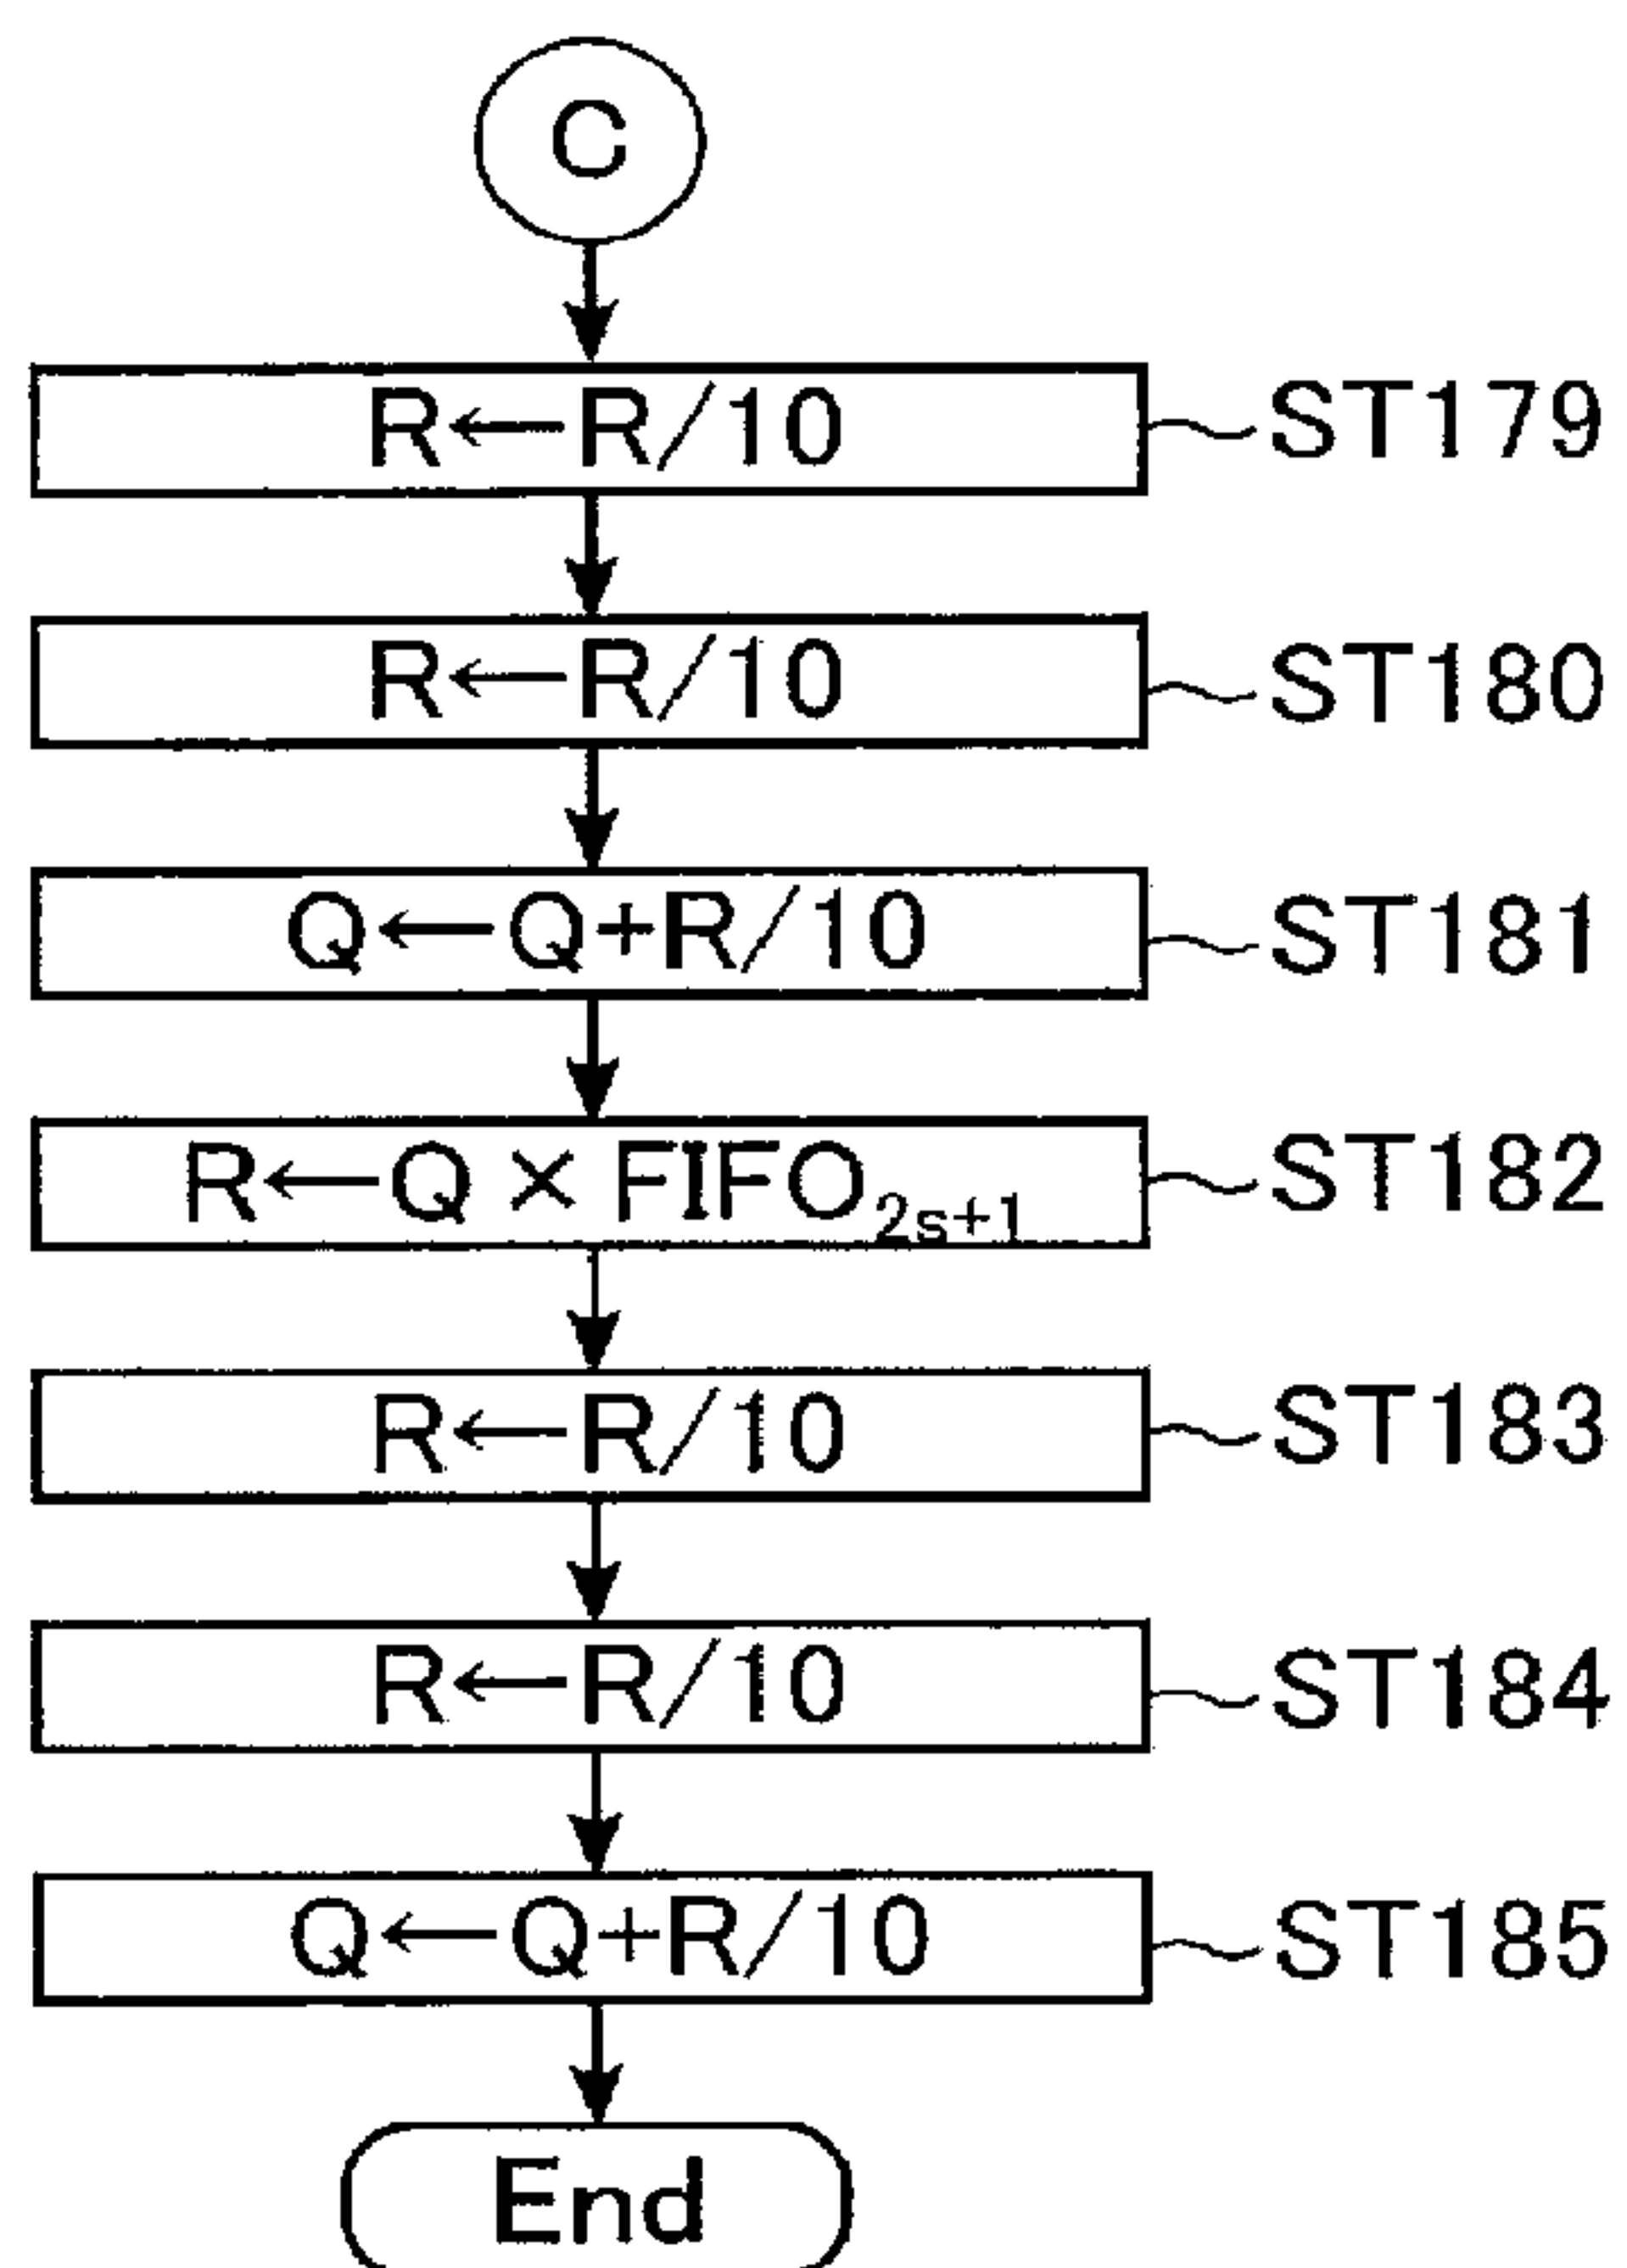 C
R←R/10 ST179
R←R/10 ST180
Q←Q+R/10 ST181
R←Q×FIFO2s+1 ST182
R←R/10 ST183
R←R/10 ST184
Q←Q+R/10 ST185
End